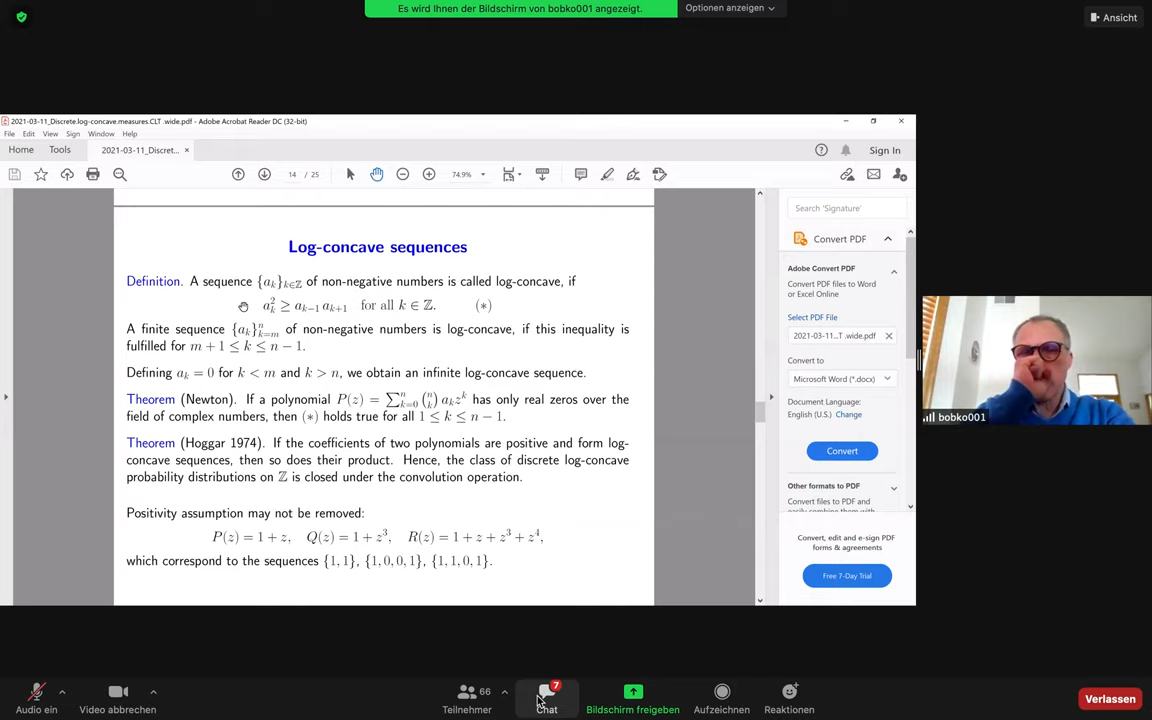 Es wird Ihnen der Bildschirm von bobko001 angezeigt. Optionen anzeigen
Ansicht
2021-03-11_Discrete.log-concave.measures.CLT .wide.pdf - Adobe Acrobat Reader DC (32-bit)
File Edit View Sign Window Help
Home Tools 2021-03-11_Discret... × Sign In
14 / 25 74.9%
Search 'Signature'
Convert PDF
Adobe Convert PDF
Convert PDF files to Word
or Excel Online
Select PDF File
2021-03-11...T .wide.pdf
Convert to
Microsoft Word (*.docx)
Document Language:
English (U.S.) Change
Convert
Other formats to PDF
Convert files to PDF and
Convert, edit and e-sign PDF
forms & agreements
Free 7-Day Trial
Log-concave sequences
Definition. A sequence {a_k}_{k∈ℤ} of non-negative numbers is called log-concave, if
a_k^2 ≥ a_{k−1} a_{k+1} for all k ∈ ℤ. (∗)
A finite sequence {a_k}_{k=m}^n of non-negative numbers is log-concave, if this inequality is
fulfilled for m + 1 ≤ k ≤ n − 1.
Defining a_k = 0 for k < m and k > n, we obtain an infinite log-concave sequence.
Theorem (Newton). If a polynomial P(z) = ∑_{k=0}^n (n k) a_k z^k has only real zeros over the
field of complex numbers, then (∗) holds true for all 1 ≤ k ≤ n − 1.
Theorem (Hoggar 1974). If the coefficients of two polynomials are positive and form log-
concave sequences, then so does their product. Hence, the class of discrete log-concave
probability distributions on ℤ is closed under the convolution operation.
Positivity assumption may not be removed:
P(z) = 1 + z, Q(z) = 1 + z^3, R(z) = 1 + z + z^3 + z^4,
which correspond to the sequences {1, 1}, {1, 0, 0, 1}, {1, 1, 0, 1}.
bobko001
Audio ein
Video abbrechen
66
Teilnehmer
7
Chat
Bildschirm freigeben
Aufzeichnen
Reaktionen
Verlassen